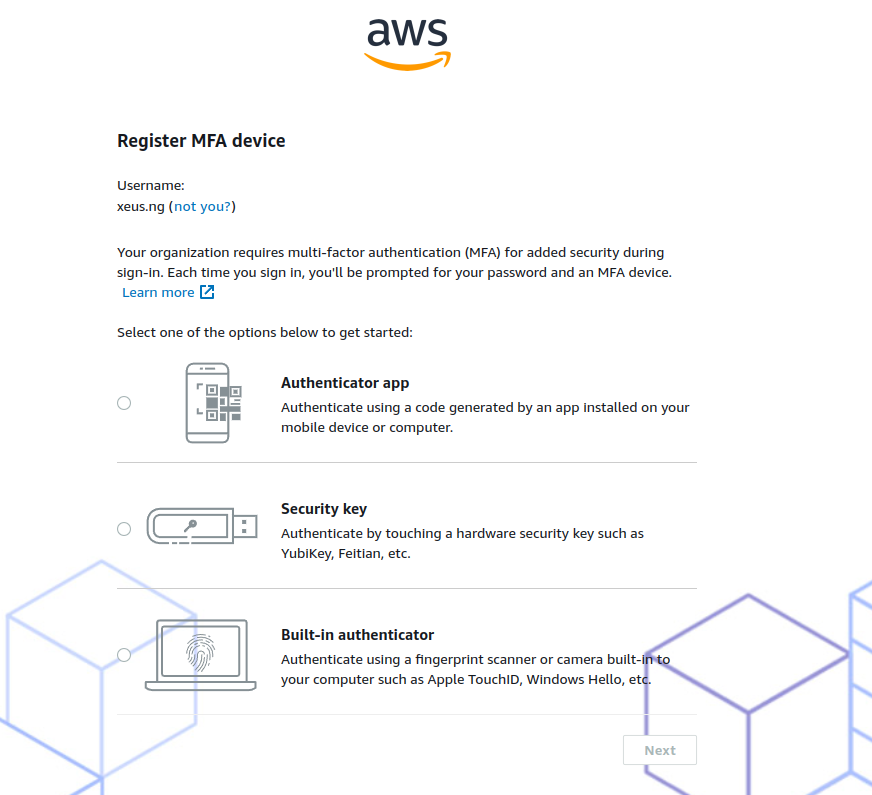 aws
Register MFA device
Username:
xeus.ng (not you?)
Your organization requires multi-factor authentication (MFA) for added security during
sign-in. Each time you sign in, you'll be prompted for your password and an MFA device.
Learn more
Select one of the options below to get started:
Authenticator app
Authenticate using a code generated by an app installed on your
mobile device or computer.
Security key
Authenticate by touching a hardware security key such as
YubiKey, Feitian, etc.
Built-in authenticator
Authenticate using a fingerprint scanner or camera built-in to
your computer such as Apple TouchID, Windows Hello, etc.
Next